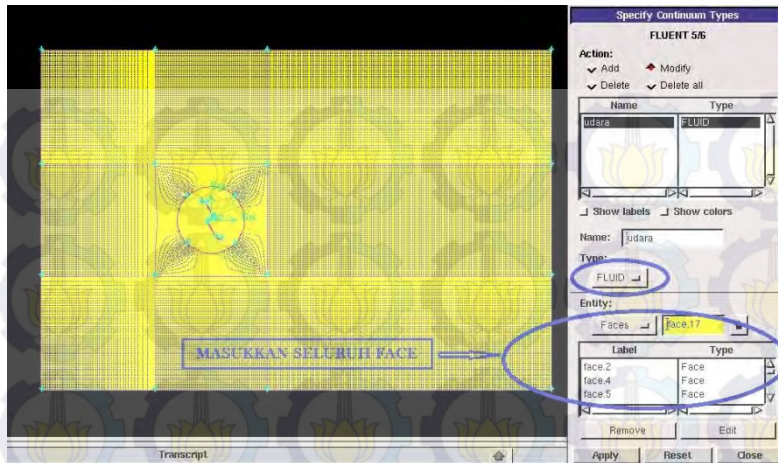 Specify Continuum Types
FLUENT 5/6
Action:
Add Modify
Delete Delete all
Name Type
udara FLUID
Show labels Show colors
Name: udara
Type:
FLUID
Entity:
Faces face.17
MASUKKAN SELURUH FACE
Label Type
face.2 Face
face.4 Face
face.5 Face
Remove Edit
Transcript
Apply Reset Close